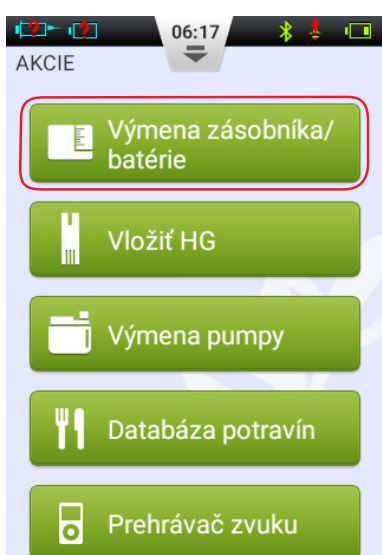 06:17
AKCIE
Výmena zásobníka/
batérie
Vložiť HG
Výmena pumpy
Databáza potravín
Prehrávač zvuku